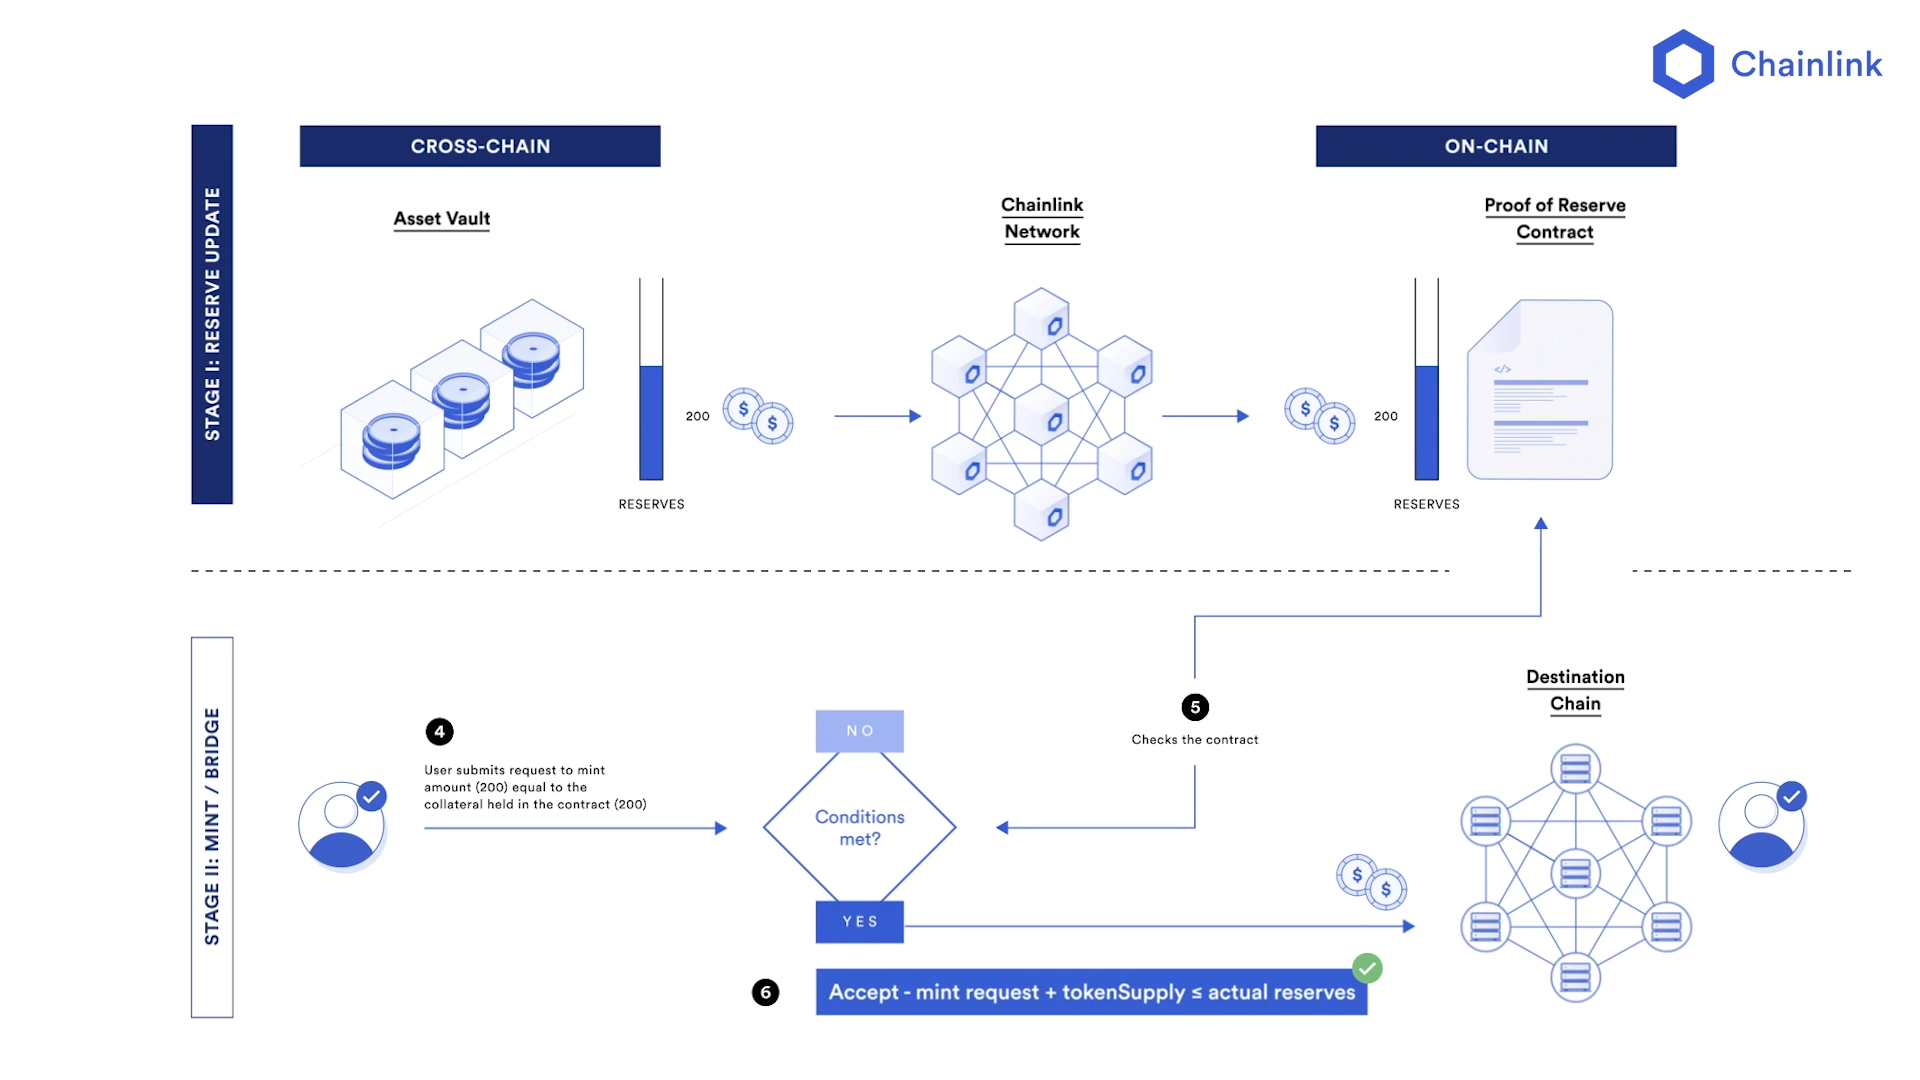 Chainlink
CROSS-CHAIN
ON-CHAIN
STAGE I: RESERVE UPDATE
Asset Vault
Chainlink
Network
Proof of Reserve
Contract
200
$
$
$
$
200
</>
RESERVES
RESERVES
STAGE II: MINT / BRIDGE
4
User submits request to mint
amount (200) equal to the
collateral held in the contract (200)
NO
Conditions
met?
YES
5
Checks the contract
Destination
Chain
$
$
6
Accept - mint request + tokenSupply ≤ actual reserves